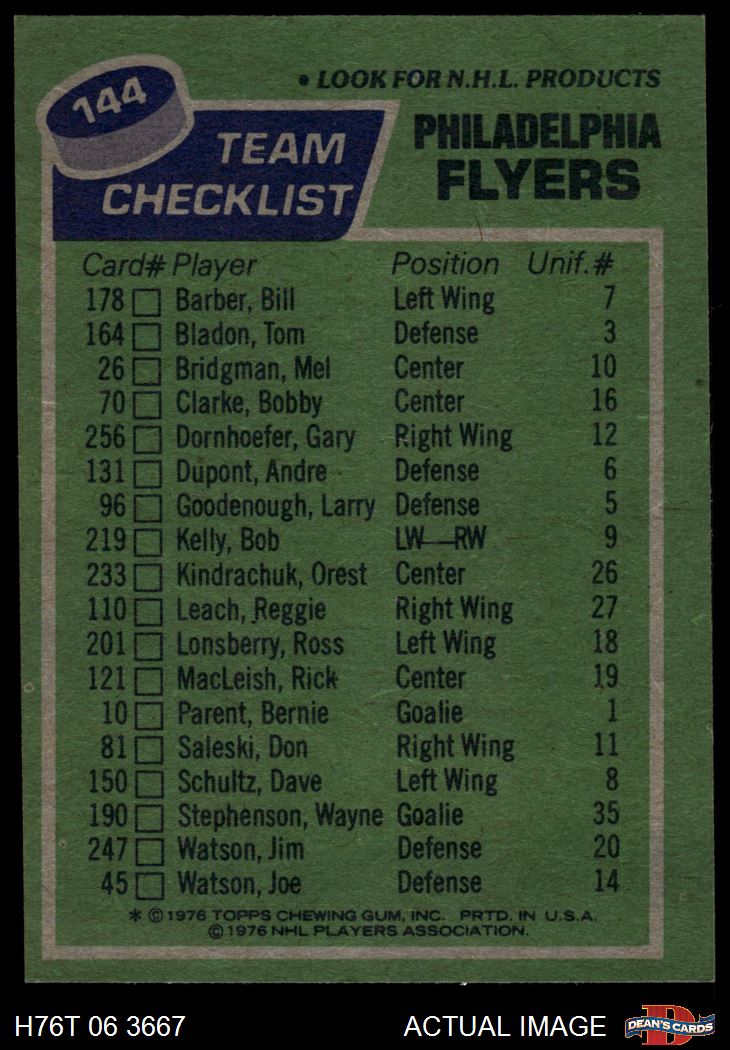 • LOOK FOR N.H.L. PRODUCTS
144
TEAM CHECKLIST
PHILADELPHIA FLYERS
Card# Player Position Unif.#
178 Barber, Bill Left Wing 7
164 Bladon, Tom Defense 3
26 Bridgman, Mel Center 10
70 Clarke, Bobby Center 16
256 Dornhoefer, Gary Right Wing 12
131 Dupont, Andre Defense 6
96 Goodenough, Larry Defense 5
219 Kelly, Bob LW—RW 9
233 Kindrachuk, Orest Center 26
110 Leach, Reggie Right Wing 27
201 Lonsberry, Ross Left Wing 18
121 MacLeish, Rick Center 19
10 Parent, Bernie Goalie 1
81 Saleski, Don Right Wing 11
150 Schultz, Dave Left Wing 8
190 Stephenson, Wayne Goalie 35
247 Watson, Jim Defense 20
45 Watson, Joe Defense 14
* ©1976 TOPPS CHEWING GUM, INC. PRTD. IN U.S.A.
©1976 NHL PLAYERS ASSOCIATION.
H76T 06 3667 ACTUAL IMAGE
D
DEAN'S CARDS